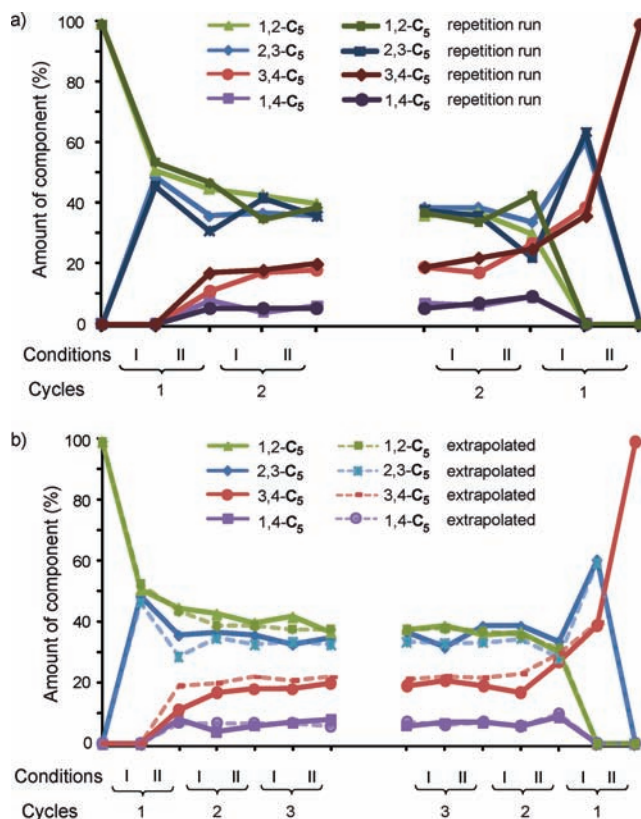 a)
100
80
60
40
20
0
Amount of component (%)
1,2-C5 1,2-C5 repetition run
2,3-C5 2,3-C5 repetition run
3,4-C5 3,4-C5 repetition run
1,4-C5 1,4-C5 repetition run
Conditions I II I II I II I II
Cycles 1 2 2 1
b)
100
80
60
40
20
0
Amount of component (%)
1,2-C5 1,2-C5 extrapolated
2,3-C5 2,3-C5 extrapolated
3,4-C5 3,4-C5 extrapolated
1,4-C5 1,4-C5 extrapolated
Conditions I II I II I II I II I II I II
Cycles 1 2 3 3 2 1